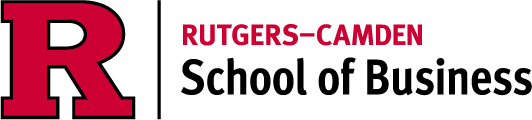 R
RUTGERS–CAMDEN
School of Business